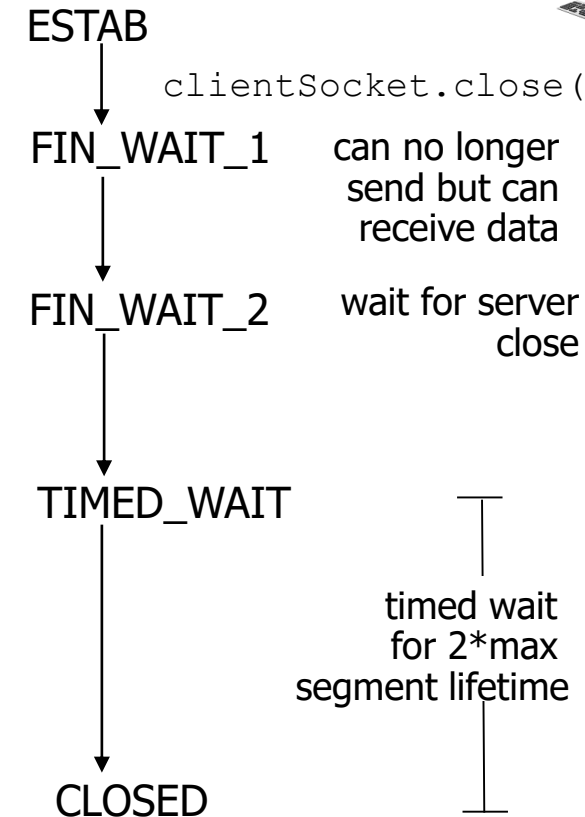 ESTAB
clientSocket.close(
FIN_WAIT_1
can no longer
send but can
receive data
FIN_WAIT_2
wait for server
close
TIMED_WAIT
timed wait
for 2*max
segment lifetime
CLOSED